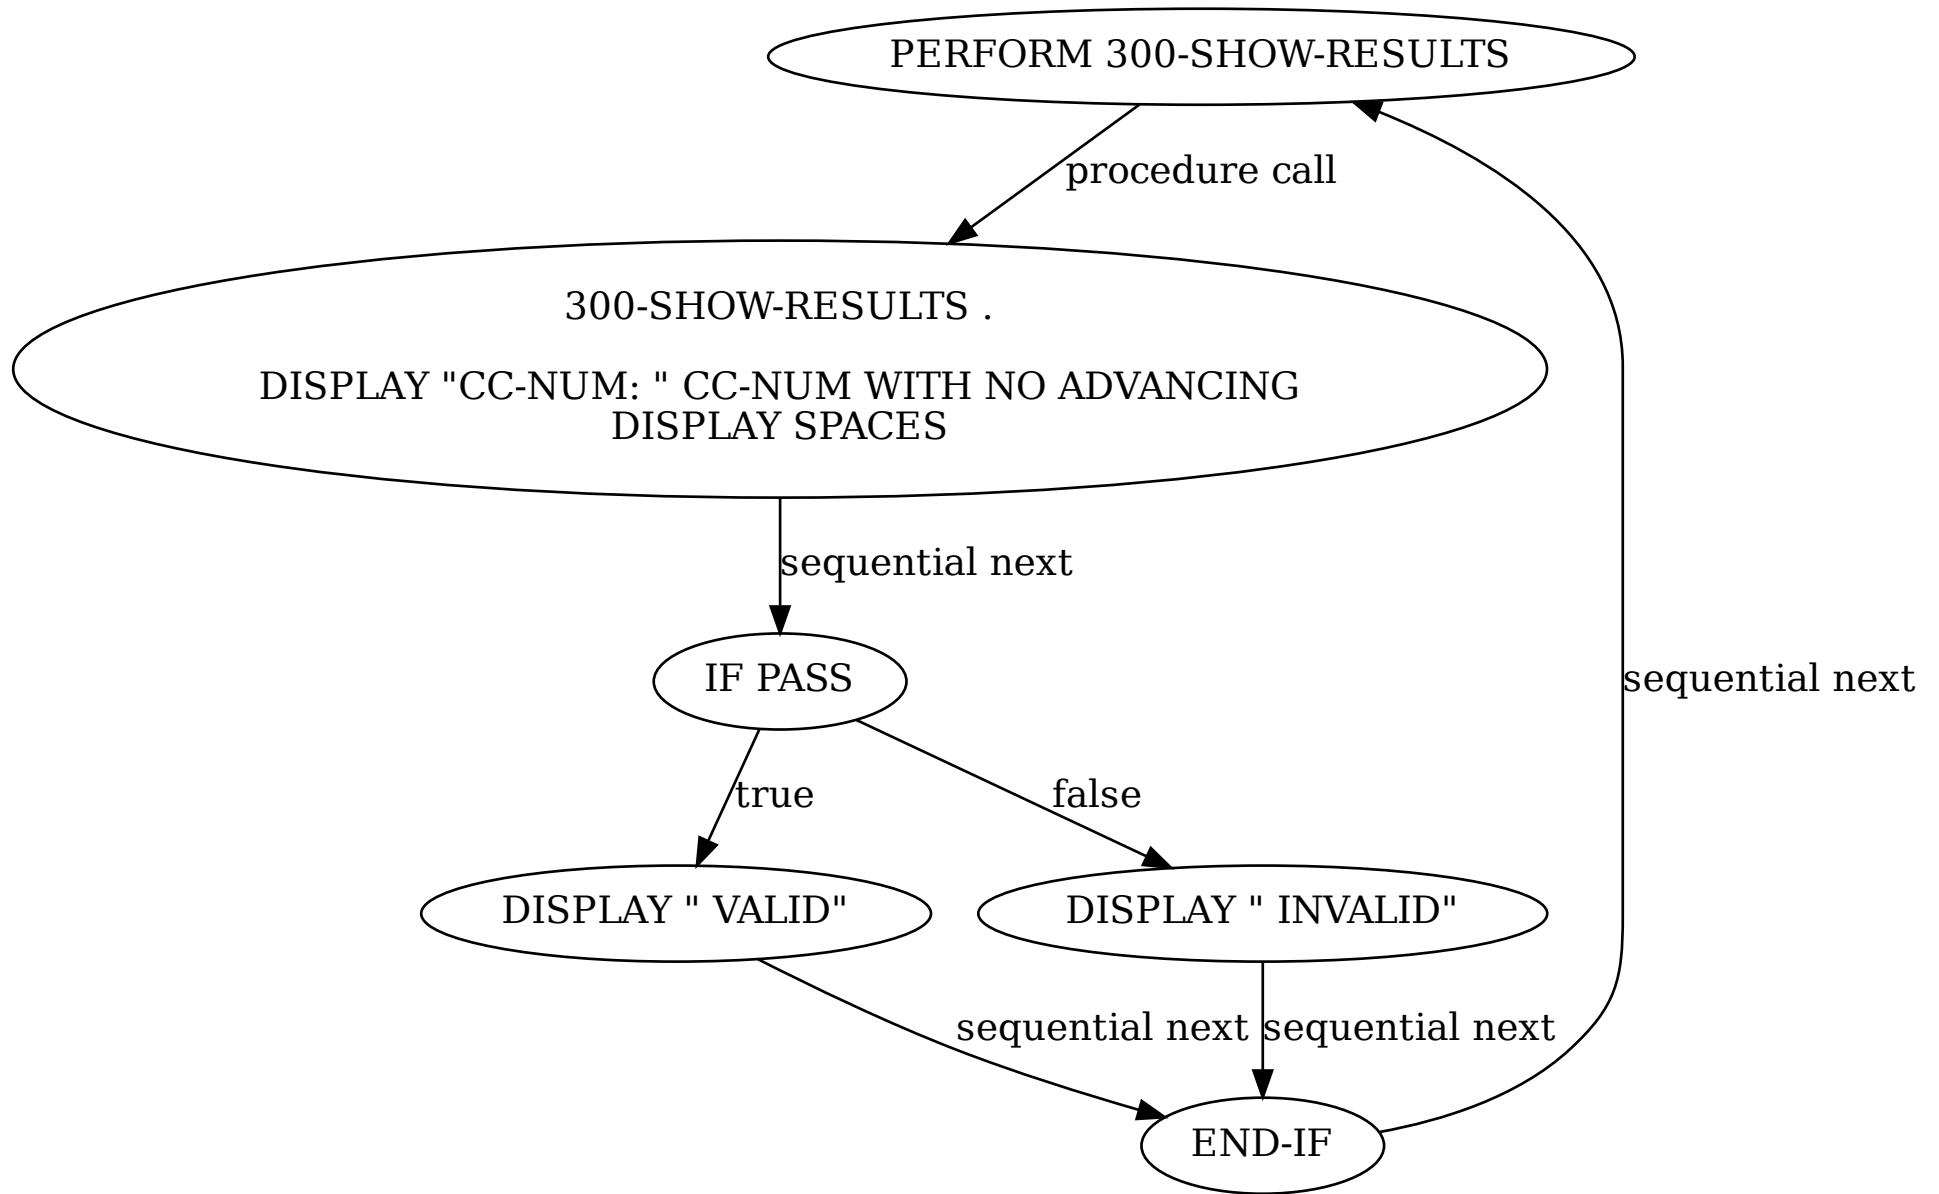 PERFORM 300-SHOW-RESULTS
procedure call
300-SHOW-RESULTS .
DISPLAY "CC-NUM: " CC-NUM WITH NO ADVANCING
DISPLAY SPACES
sequential next
IF PASS
sequential next
true
false
DISPLAY " VALID"
DISPLAY " INVALID"
sequential next
sequential next
END-IF